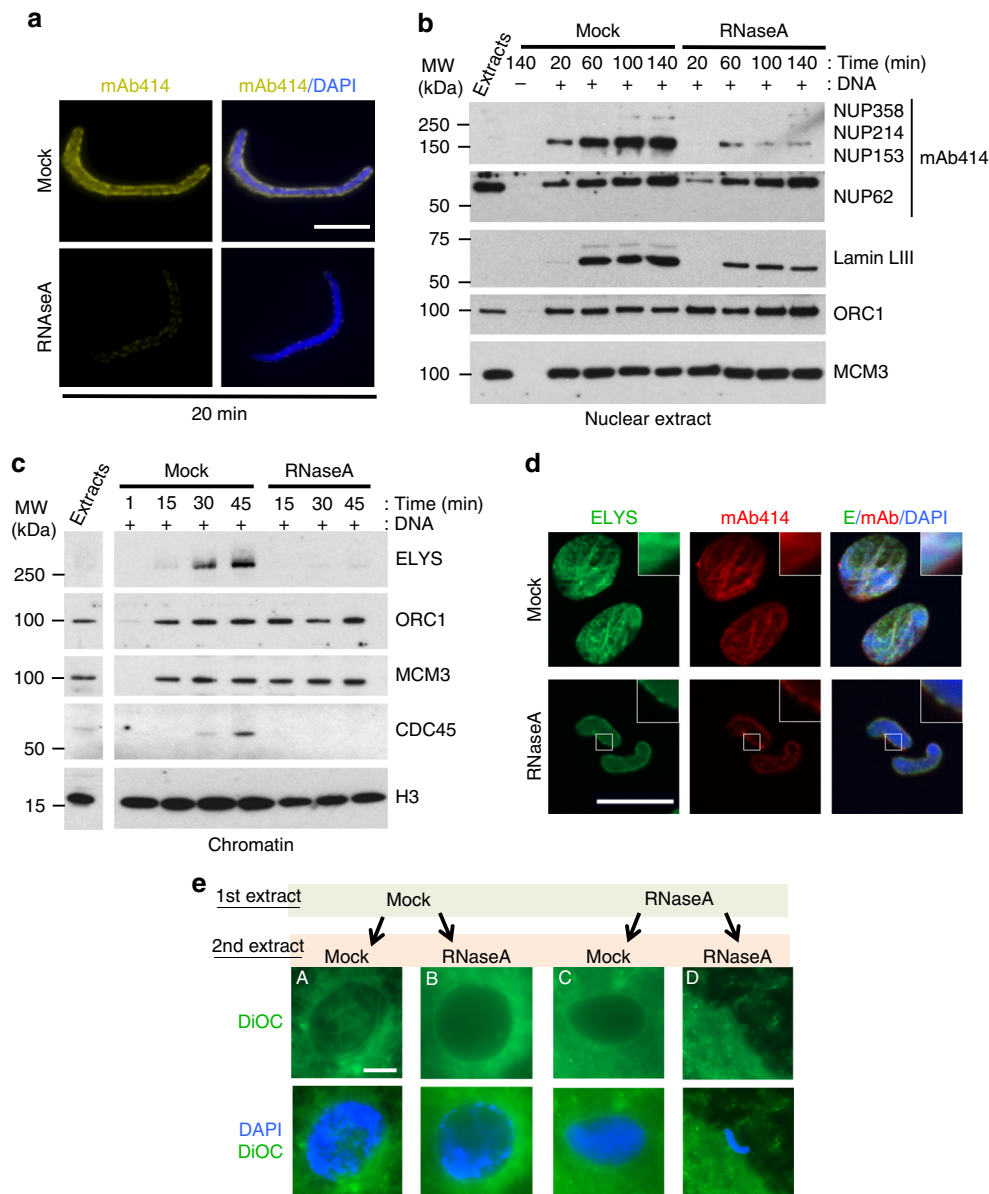 a
mAb414 mAb414/DAPI
Mock
RNAseA
20 min
b
Mock RNaseA
MW (kDa)
Extracts
140 20 60 100 140 20 60 100 140 : Time (min)
– + + + + + + + + : DNA
250
150
50
75
50
100
100
NUP358
NUP214
NUP153
NUP62
mAb414
Lamin LIII
ORC1
MCM3
Nuclear extract
c
Mock RNaseA
MW (kDa)
Extracts
1 15 30 45 15 30 45 : Time (min)
+ + + + + + + : DNA
250
ELYS
100
ORC1
100
MCM3
50
CDC45
15
H3
Chromatin
d
ELYS mAb414 E/mAb/DAPI
Mock
RNaseA
e
1st extract Mock RNaseA
2nd extract Mock RNaseA Mock RNaseA
A B C D
DiOC
DAPI
DiOC